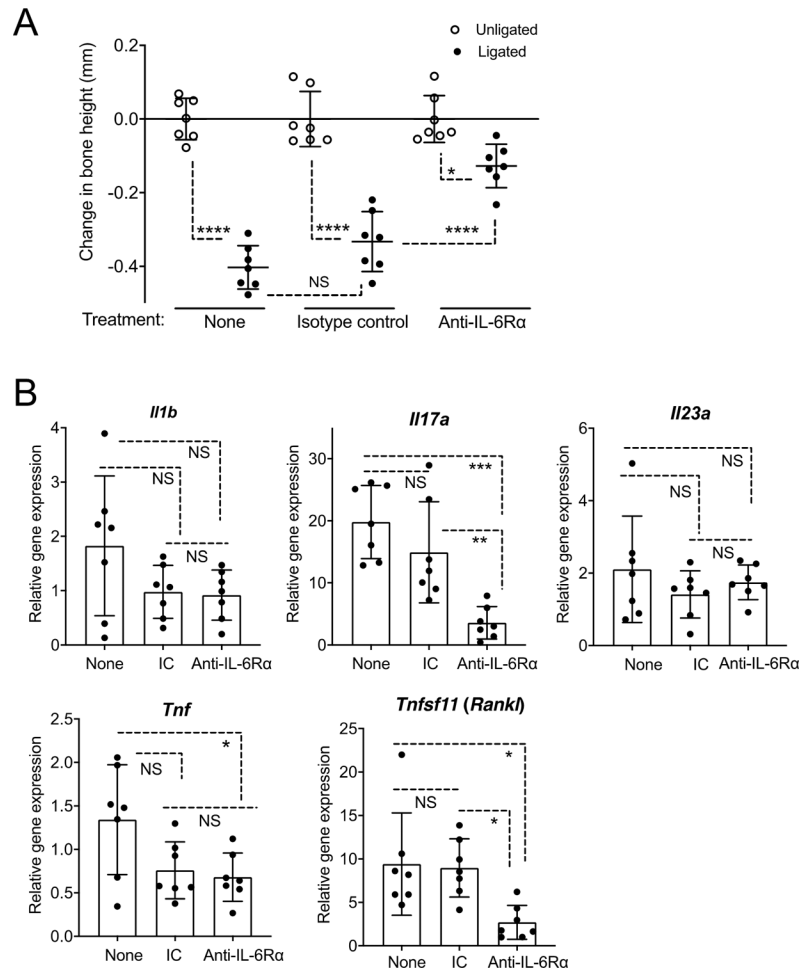 A
Unligated
Ligated
Change in bone height (mm)
0.2
0.0
-0.2
-0.4
****
****
*
****
NS
Treatment: None Isotype control Anti-IL-6Rα
B
Il1b
Relative gene expression
4
3
2
1
0
NS
NS
NS
None IC Anti-IL-6Rα
Il17a
Relative gene expression
30
20
10
0
***
NS
**
None IC Anti-IL-6Rα
Il23a
Relative gene expression
6
4
2
0
NS
NS
NS
None IC Anti-IL-6Rα
Tnf
Relative gene expression
2.5
2.0
1.5
1.0
0.5
0.0
*
NS
NS
None IC Anti-IL-6Rα
Tnfsf11 (Rankl)
Relative gene expression
25
20
15
10
5
0
*
NS
*
None IC Anti-IL-6Rα